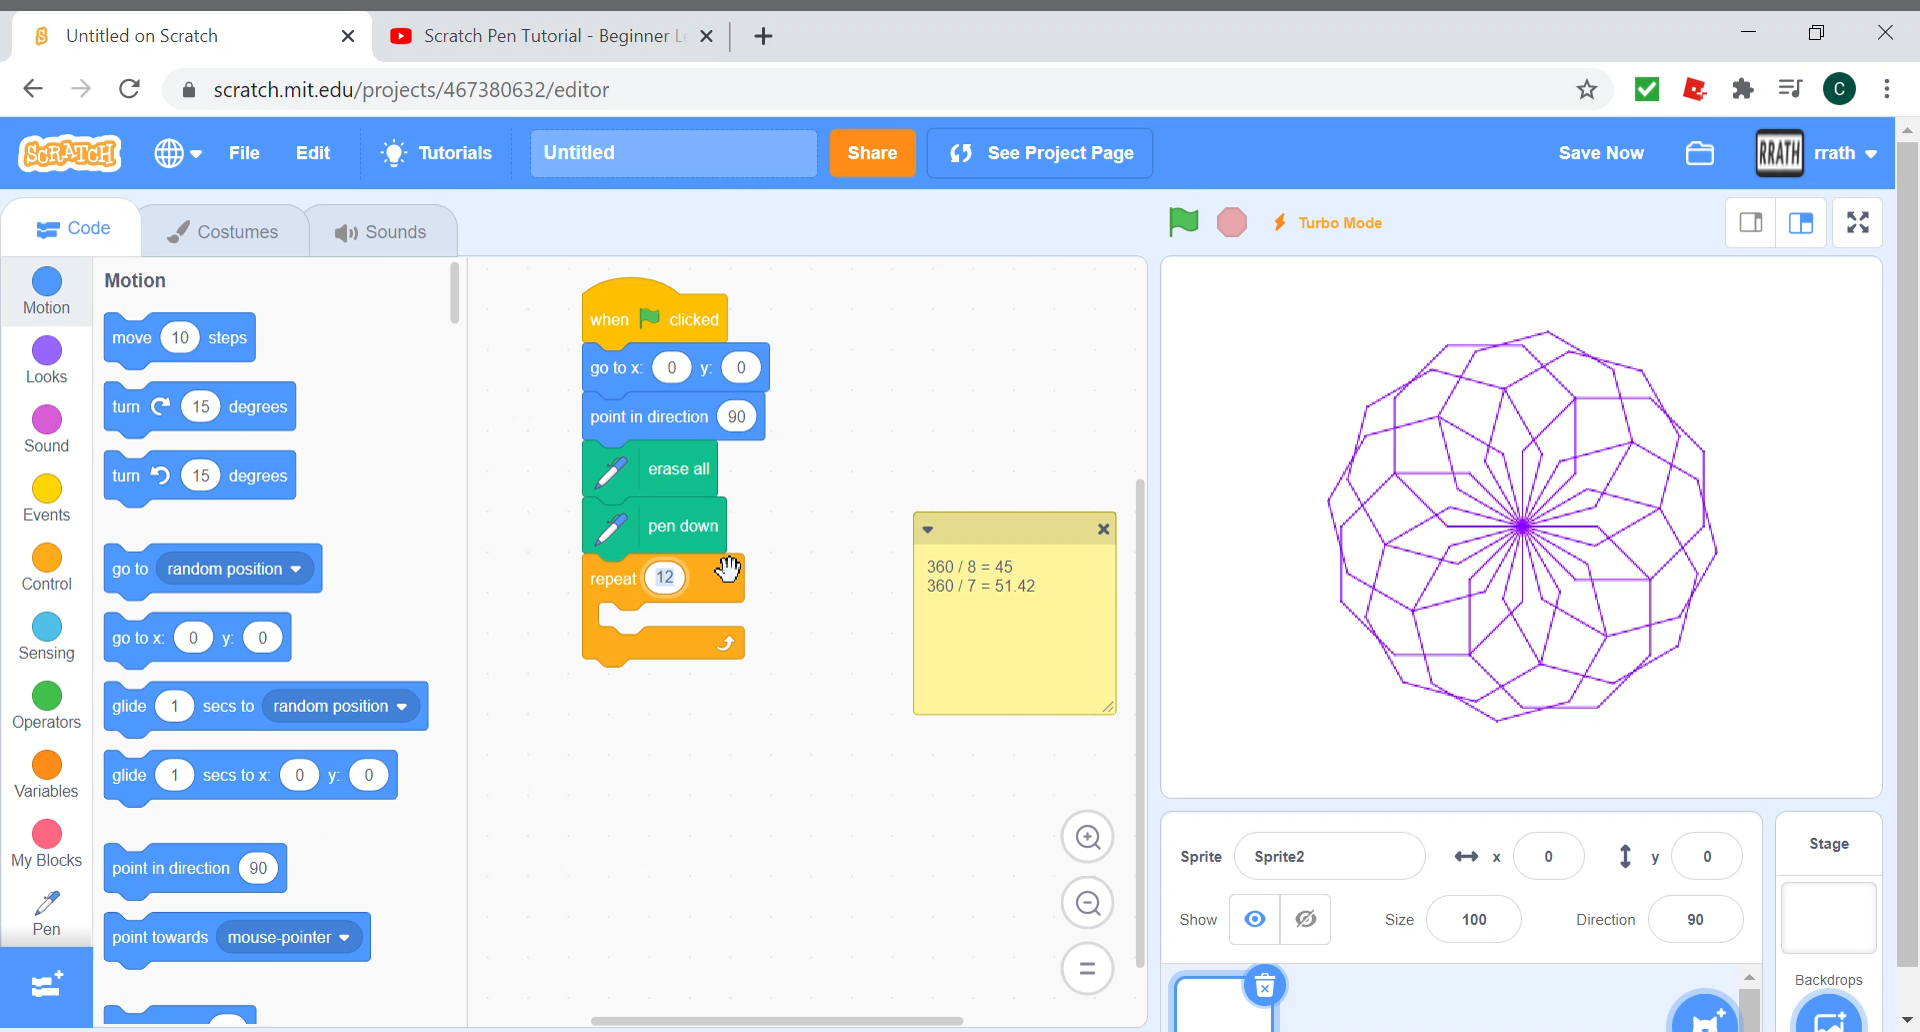 Untitled on Scratch
Scratch Pen Tutorial - Beginner L
scratch.mit.edu/projects/467380632/editor
C
SCRATCH
File
Edit
Tutorials
Untitled
Share
See Project Page
Save Now
RRATH
rrath
Code
Costumes
Sounds
Turbo Mode
Motion
Looks
Sound
Events
Control
Sensing
Operators
Variables
My Blocks
Pen
Motion
move 10 steps
turn 15 degrees
turn 15 degrees
go to random position
go to x: 0 y: 0
glide 1 secs to random position
glide 1 secs to x: 0 y: 0
point in direction 90
point towards mouse-pointer
when clicked
go to x: 0 y: 0
point in direction 90
erase all
pen down
repeat 12
360 / 8 = 45
360 / 7 = 51.42
Sprite Sprite2 x 0 y 0
Show Size 100 Direction 90
Stage
Backdrops